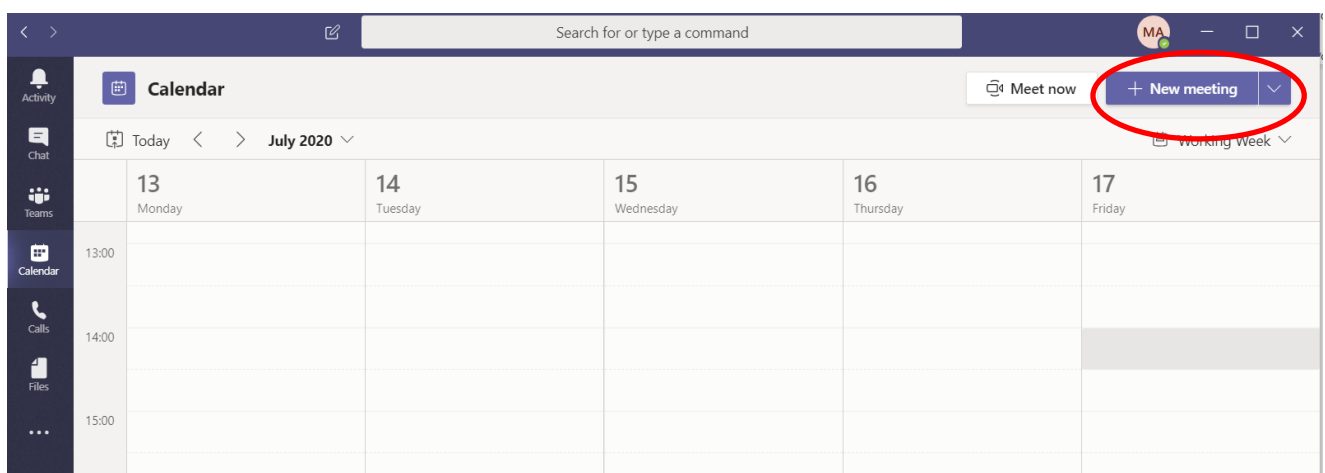 Search for or type a command
MA
Activity
Chat
Teams
Calendar
Calls
Files
Calendar
Meet now
New meeting
Today
July 2020
Working Week
13
Monday
14
Tuesday
15
Wednesday
16
Thursday
17
Friday
13:00
14:00
15:00